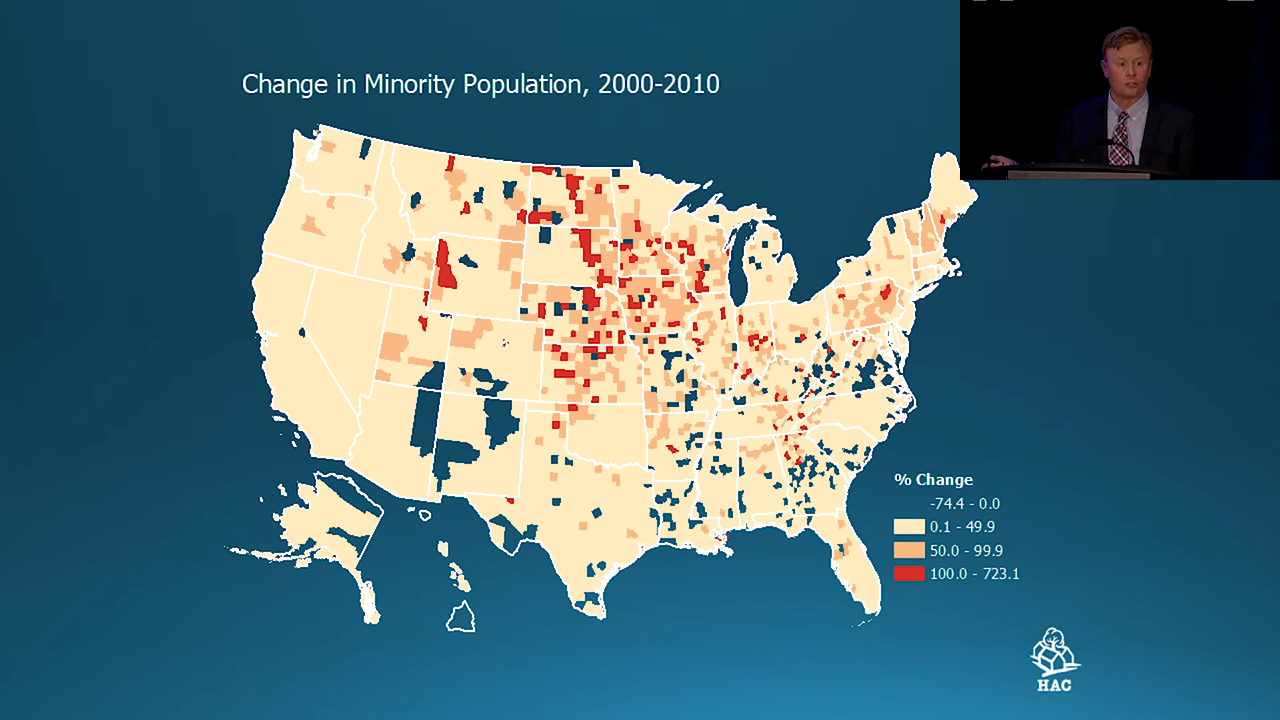 Change in Minority Population, 2000-2010
% Change
-74.4 - 0.0
0.1 - 49.9
50.0 - 99.9
100.0 - 723.1
HAC